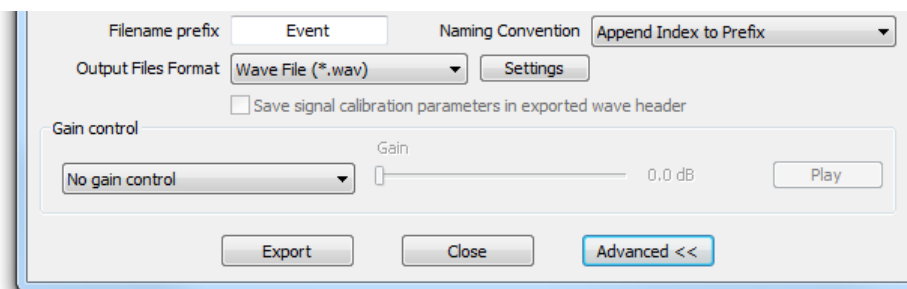 Filename prefix Event Naming Convention Append Index to Prefix
Output Files Format Wave File (*.wav) Settings
Save signal calibration parameters in exported wave header
Gain control
Gain
No gain control 0.0 dB Play
Export Close Advanced <<